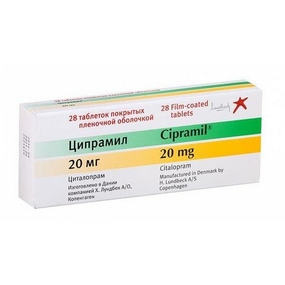 28 таблеток покрытых
пленочной оболочкой
28 Film-coated
tablets
Ципрамил
Cipramil®
20 мг
20 mg
Циталопрам
Citalopram
Изготовлено в Дании
компанией Х. Лундбек А/О,
Копенгаген
Manufactured in Denmark by
H. Lundbeck A/S
Copenhagen